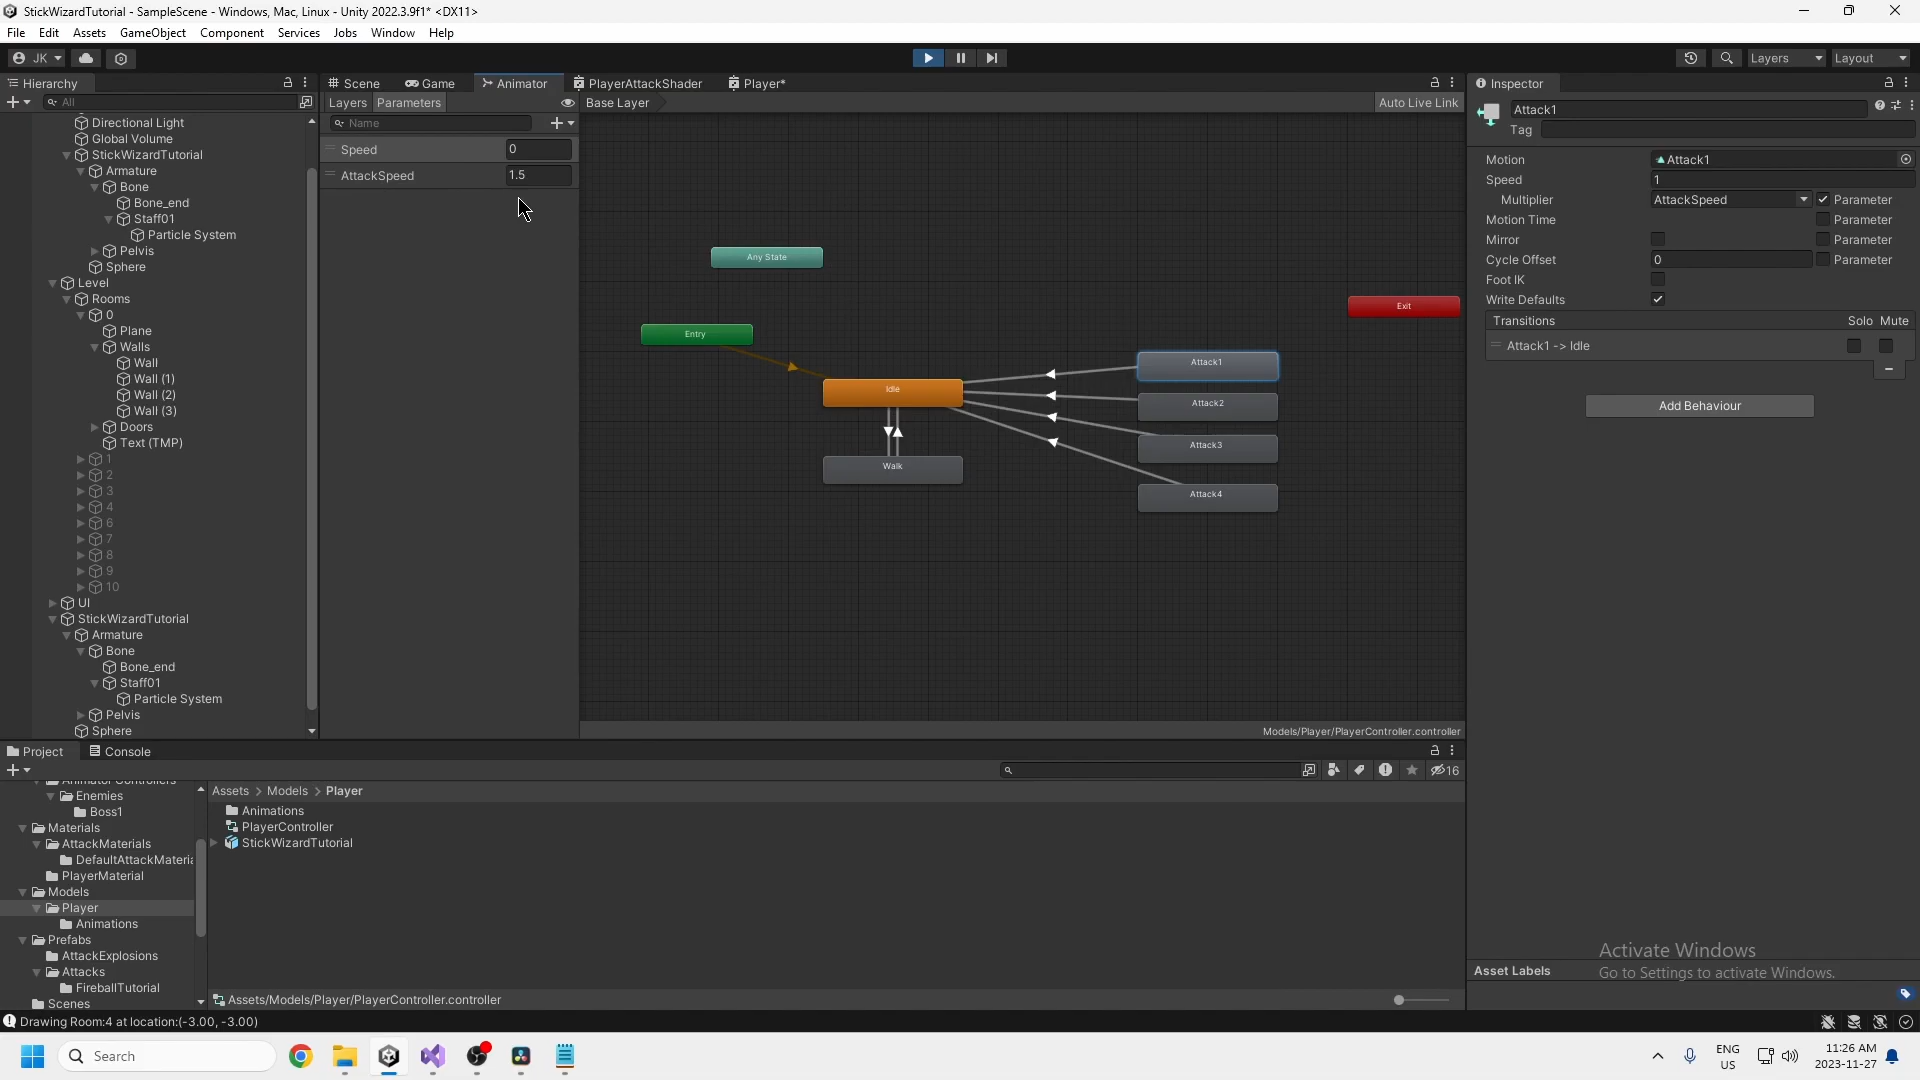 StickWizardTutorial - SampleScene - Windows, Mac, Linux - Unity 2022.3.9f1* <DX11>
File Edit Assets GameObject Component Services Jobs Window Help
JK Layers Layout
Hierarchy
All
Directional Light
Global Volume
StickWizardTutorial
Armature
Bone
Bone_end
Staff01
Particle System
Pelvis
Sphere
Level
Rooms
0
Plane
Walls
Wall
Wall (1)
Wall (2)
Wall (3)
Doors
Text (TMP)
1
2
3
4
6
7
8
9
10
UI
StickWizardTutorial
Armature
Bone
Bone_end
Staff01
Particle System
Pelvis
Sphere
Scene Game Animator PlayerAttackShader Player*
Layers Parameters Base Layer Auto Live Link
Name
Speed 0
AttackSpeed 1.5
Any State
Entry
Exit
Idle
Walk
Attack1
Attack2
Attack3
Attack4
Models/Player/PlayerController.controller
Inspector
Attack1
Tag
Motion Attack1
Speed 1
Multiplier AttackSpeed Parameter
Motion Time Parameter
Mirror Parameter
Cycle Offset 0 Parameter
Foot IK
Write Defaults
Transitions Solo Mute
Attack1 -> Idle
Add Behaviour
Asset Labels
Activate Windows
Go to Settings to activate Windows.
Project Console
16
Animator Controllers
Enemies
Boss1
Materials
AttackMaterials
DefaultAttackMateria
PlayerMaterial
Models
Player
Animations
Prefabs
AttackExplosions
Attacks
FireballTutorial
Scenes
Assets > Models > Player
Animations
PlayerController
StickWizardTutorial
Assets/Models/Player/PlayerController.controller
Drawing Room:4 at location:(-3.00, -3.00)
Search
ENG
US
11:26 AM
2023-11-27